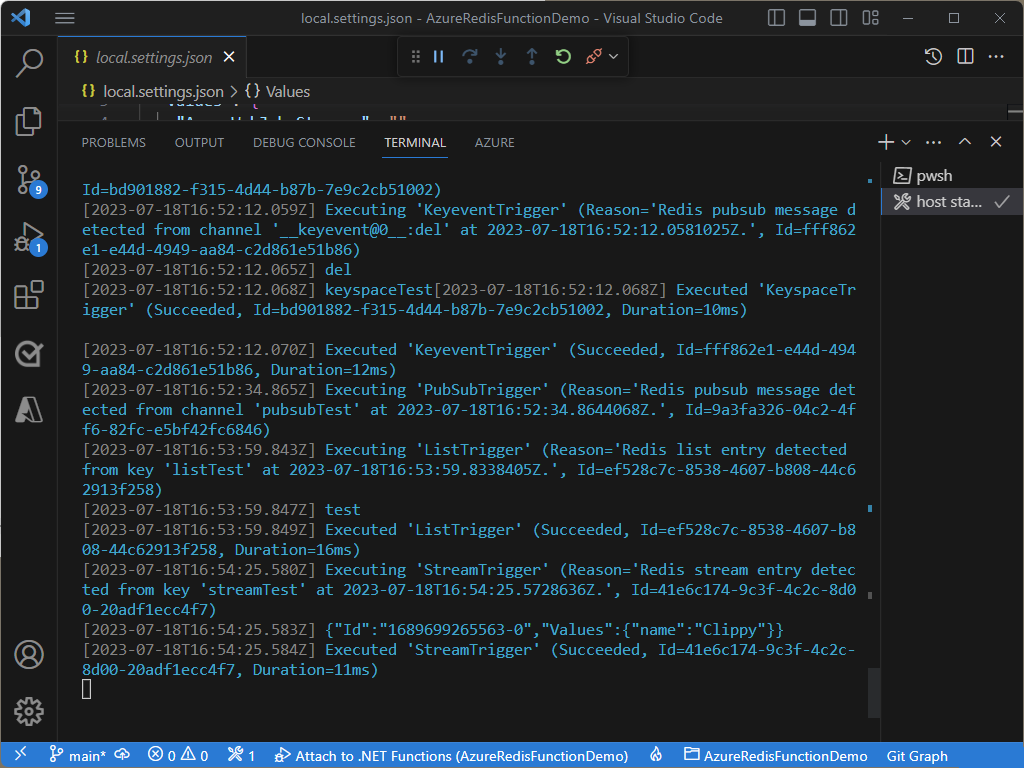 local.settings.json - AzureRedisFunctionDemo - Visual Studio Code
{} local.settings.json
{} local.settings.json > {} Values
PROBLEMS OUTPUT DEBUG CONSOLE TERMINAL AZURE
pwsh
host sta...
9
1
Id=bd901882-f315-4d44-b87b-7e9c2cb51002)
[2023-07-18T16:52:12.059Z] Executing 'KeyeventTrigger' (Reason='Redis pubsub message d
etected from channel '__keyevent@0__:del' at 2023-07-18T16:52:12.0581025Z.', Id=fff862
e1-e44d-4949-aa84-c2d861e51b86)
[2023-07-18T16:52:12.065Z] del
[2023-07-18T16:52:12.068Z] keyspaceTest[2023-07-18T16:52:12.068Z] Executed 'KeyspaceTr
igger' (Succeeded, Id=bd901882-f315-4d44-b87b-7e9c2cb51002, Duration=10ms)
[2023-07-18T16:52:12.070Z] Executed 'KeyeventTrigger' (Succeeded, Id=fff862e1-e44d-494
9-aa84-c2d861e51b86, Duration=12ms)
[2023-07-18T16:52:34.865Z] Executing 'PubSubTrigger' (Reason='Redis pubsub message det
ected from channel 'pubsubTest' at 2023-07-18T16:52:34.8644068Z.', Id=9a3fa326-04c2-4f
f6-82fc-e5bf42fc6846)
[2023-07-18T16:53:59.843Z] Executing 'ListTrigger' (Reason='Redis list entry detected
from key 'listTest' at 2023-07-18T16:53:59.8338405Z.', Id=ef528c7c-8538-4607-b808-44c6
2913f258)
[2023-07-18T16:53:59.847Z] test
[2023-07-18T16:53:59.849Z] Executed 'ListTrigger' (Succeeded, Id=ef528c7c-8538-4607-b8
08-44c62913f258, Duration=16ms)
[2023-07-18T16:54:25.580Z] Executing 'StreamTrigger' (Reason='Redis stream entry detec
ted from key 'streamTest' at 2023-07-18T16:54:25.5728636Z.', Id=41e6c174-9c3f-4c2c-8d0
0-20adf1ecc4f7)
[2023-07-18T16:54:25.583Z] {"Id":"1689699265563-0","Values":{"name":"Clippy"}}
[2023-07-18T16:54:25.584Z] Executed 'StreamTrigger' (Succeeded, Id=41e6c174-9c3f-4c2c-
8d00-20adf1ecc4f7, Duration=11ms)
main* 0 0 1 Attach to .NET Functions (AzureRedisFunctionDemo) AzureRedisFunctionDemo Git Graph